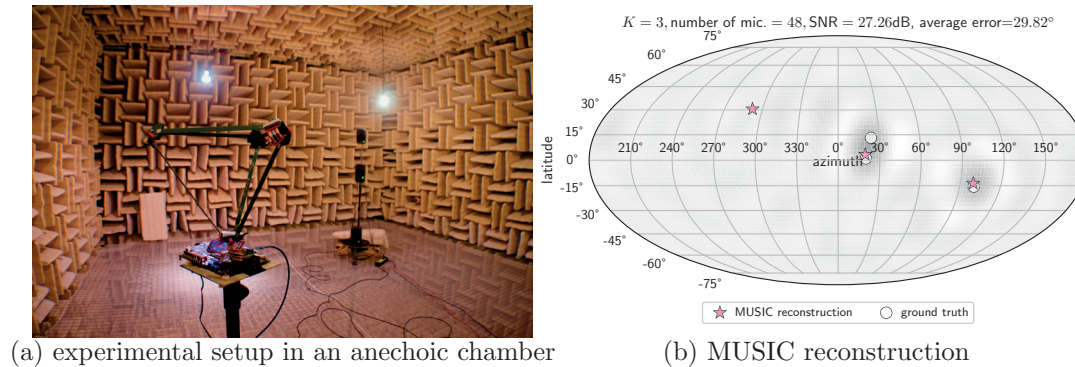 K = 3, number of mic. = 48, SNR = 27.26dB, average error=29.82°
75°
60°
45°
30°
15°
0°
-15°
-30°
-45°
-60°
-75°
latitude
210° 240° 270° 300° 330° 0° 30° 60° 90° 120° 150°
azimuth
MUSIC reconstruction
ground truth
(a) experimental setup in an anechoic chamber
(b) MUSIC reconstruction